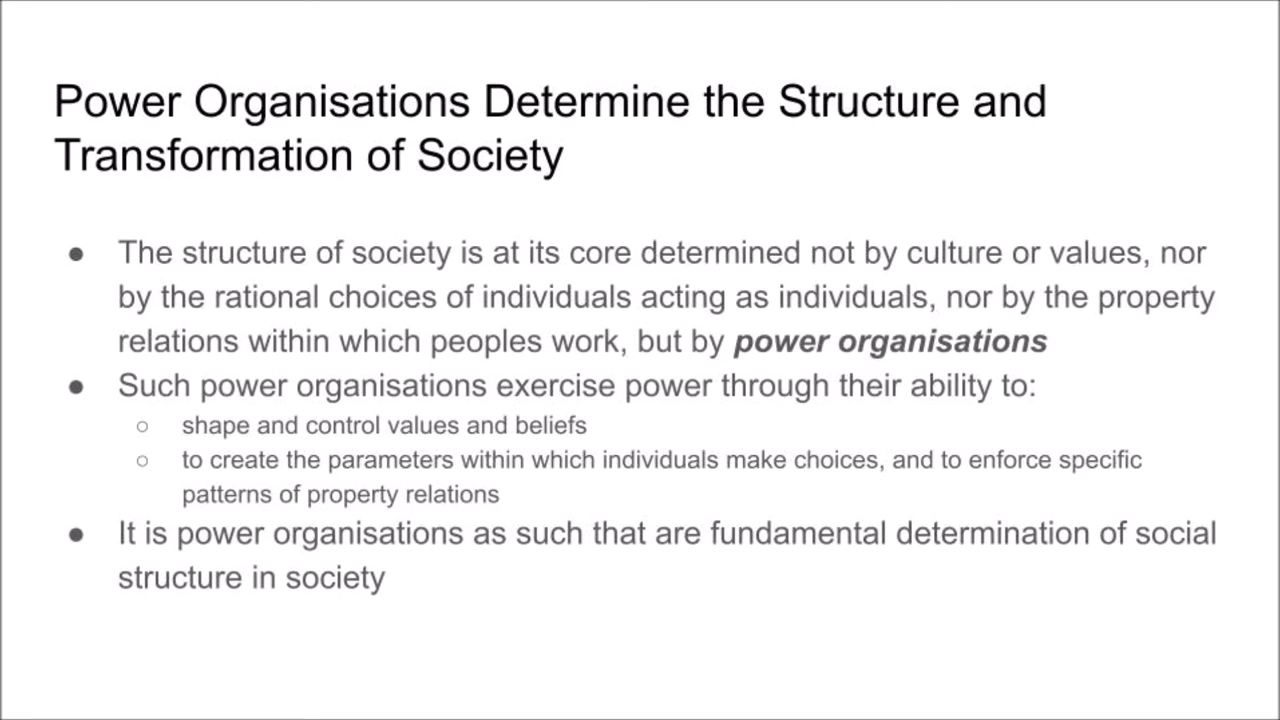 Power Organisations Determine the Structure and
Transformation of Society
● The structure of society is at its core determined not by culture or values, nor
by the rational choices of individuals acting as individuals, nor by the property
relations within which peoples work, but by power organisations
● Such power organisations exercise power through their ability to:
○ shape and control values and beliefs
○ to create the parameters within which individuals make choices, and to enforce specific
patterns of property relations
● It is power organisations as such that are fundamental determination of social
structure in society